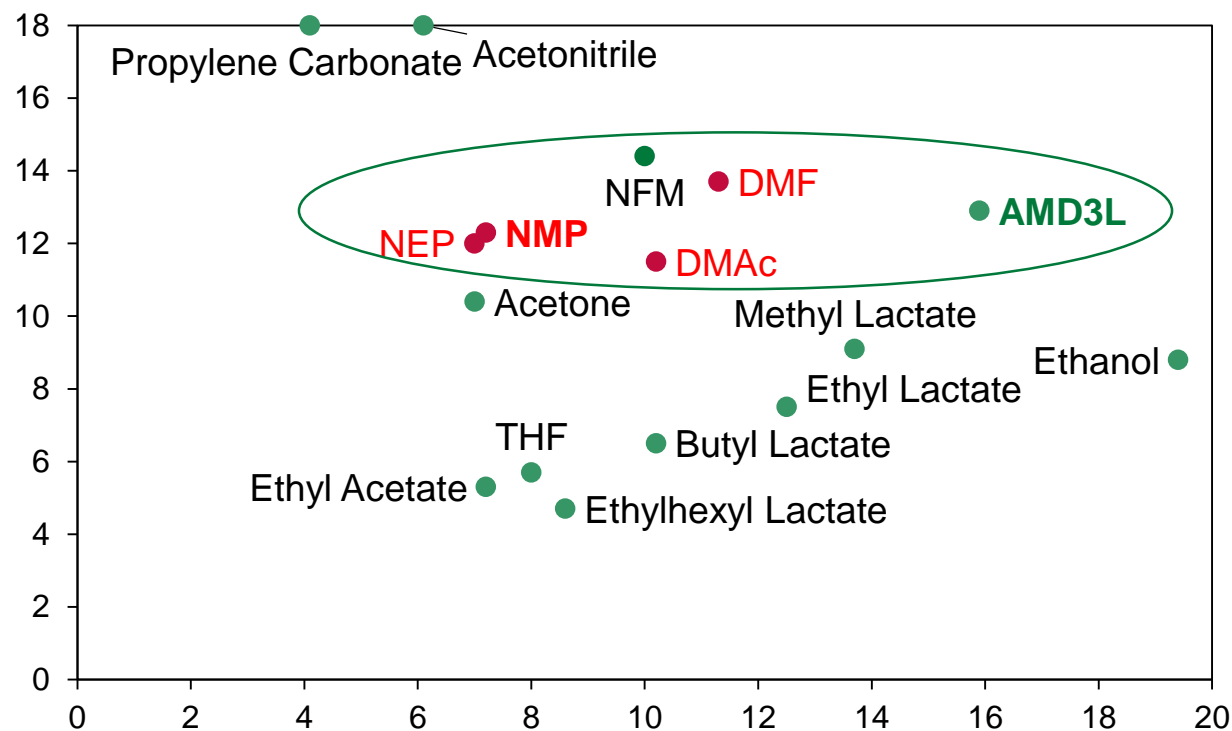 18
Propylene Carbonate
Acetonitrile
16
14
NFM
DMF
AMD3L
12
NEP
NMP
DMAc
10
Acetone
Methyl Lactate
Ethanol
8
Ethyl Lactate
THF
Butyl Lactate
6
Ethyl Acetate
Ethylhexyl Lactate
4
2
0
0 2 4 6 8 10 12 14 16 18 20